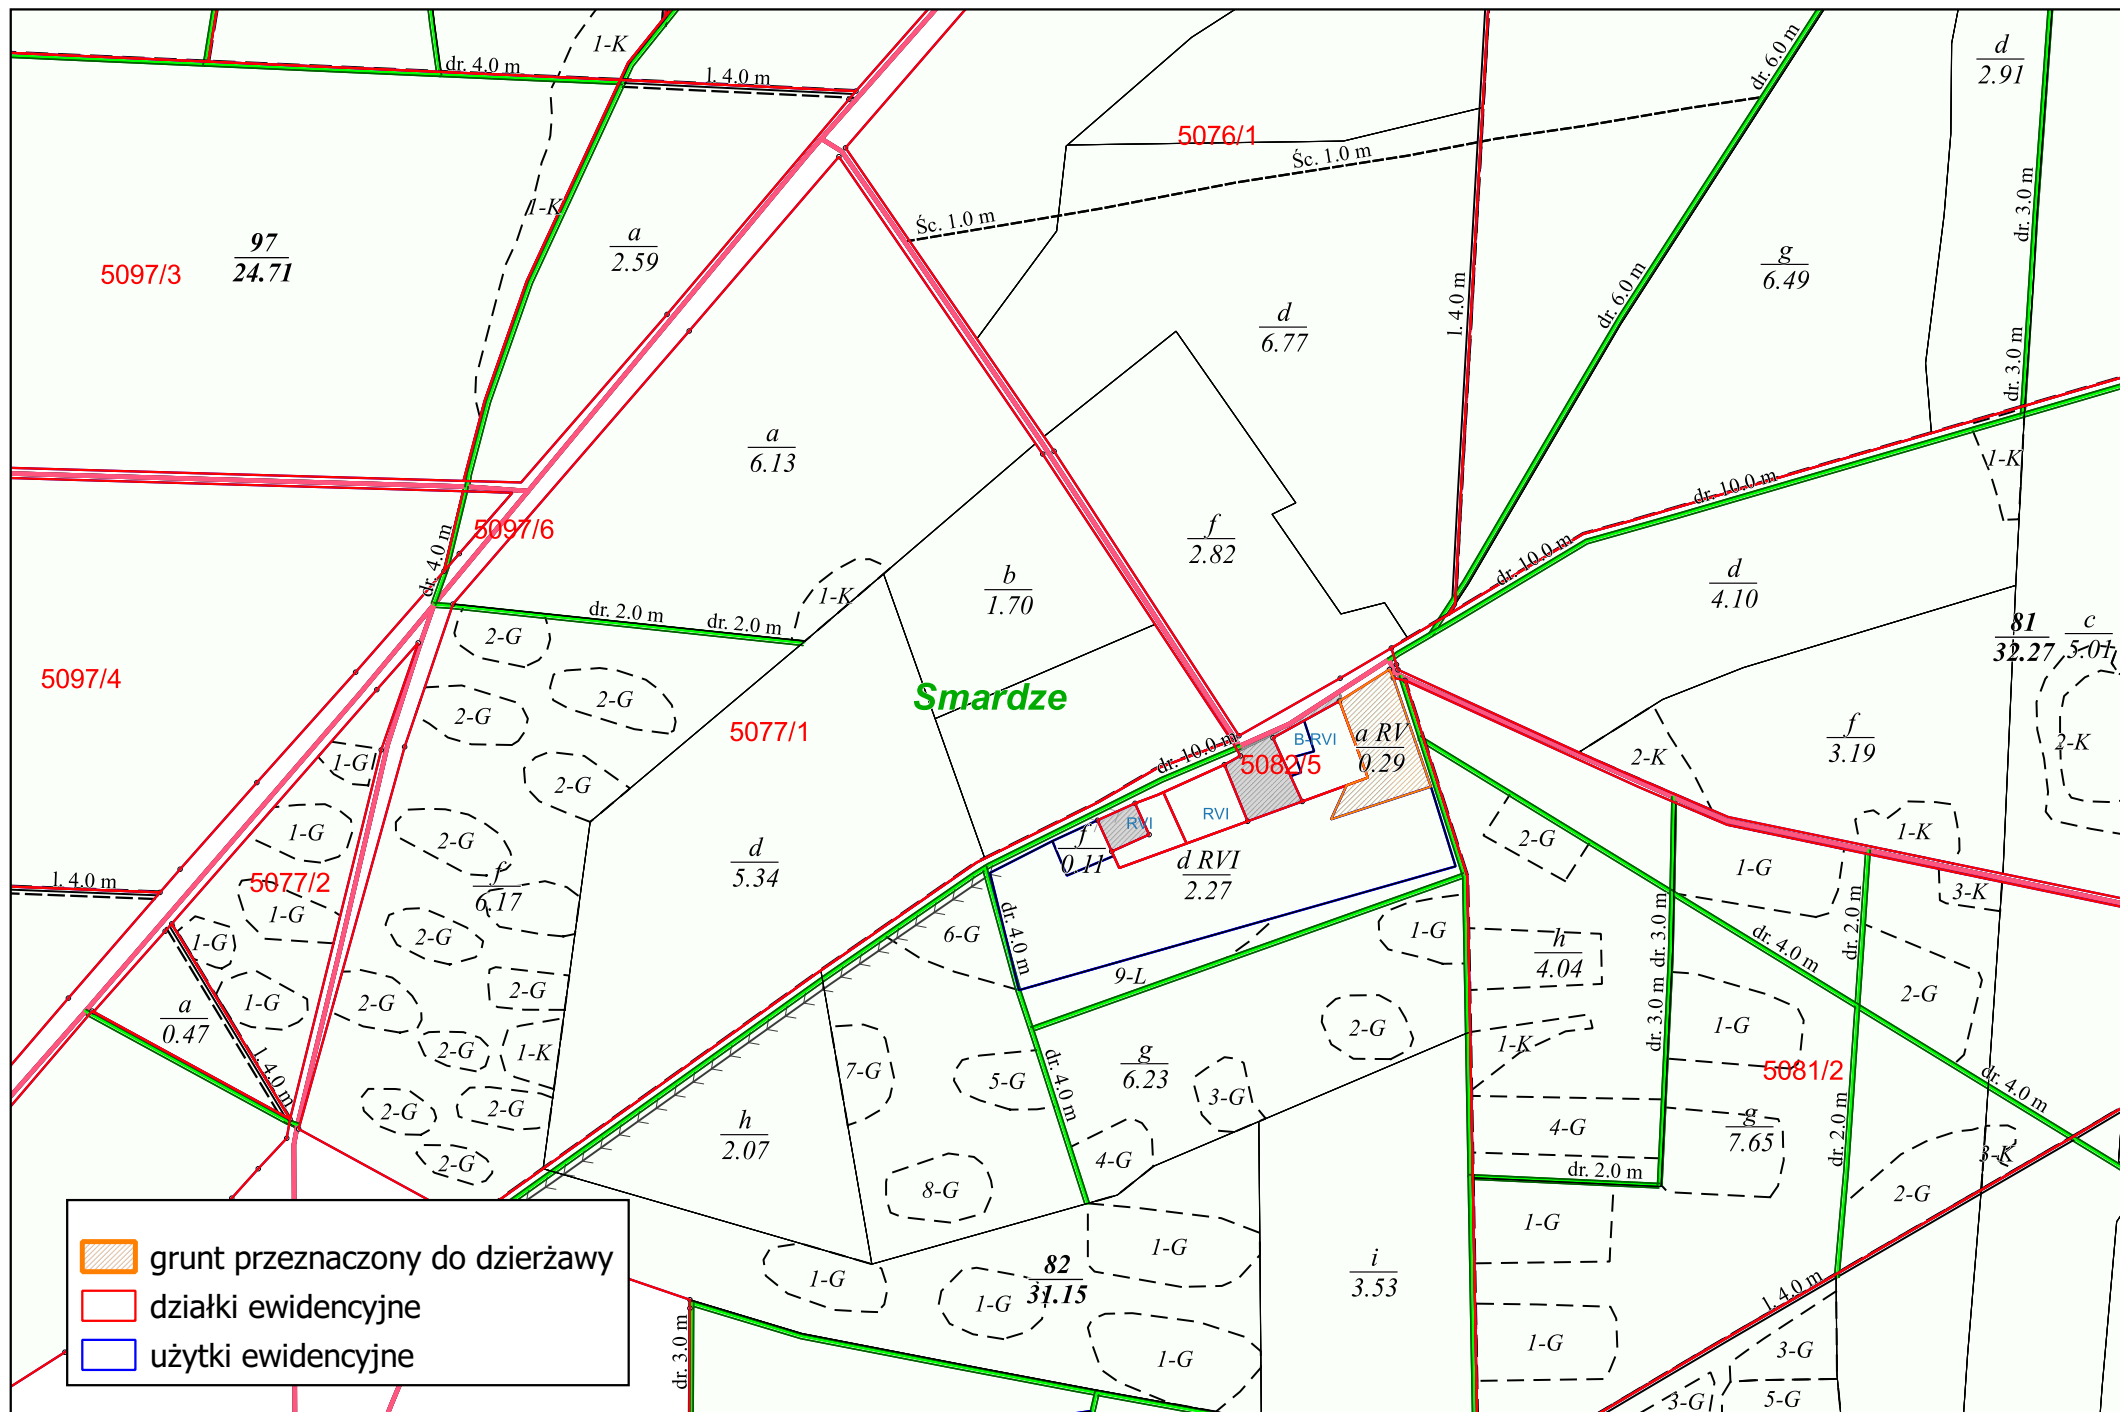 1-K
d
2.91
dr. 4.0 m
l. 4.0 m
dr. 6.0 m
5076/1
Śc. 1.0 m
Śc. 1.0 m
1-K
dr. 3.0 m
97
24.71
5097/3
a
2.59
g
6.49
l. 4.0 m
dr. 6.0 m
d
6.77
dr. 3.0 m
a
6.13
1-K
dr. 10.0 m
5097/6
f
2.82
dr. 4.0 m
dr. 10.0 m
b
1.70
1-K
d
4.10
dr. 2.0 m
dr. 2.0 m
2-G
81
32.27
c
5.01
5097/4
2-G
Smardze
2-G
5077/1
a RV
0.29
B-RVI
f
3.19
2-K
2-K
dr. 10.0 m
5082/5
1-G
2-G
RVI
RVI
1-G
2-G
f
0.11
2-G
1-K
d
5.34
d RVI
2.27
1-G
l. 4.0 m
5077/2
f
6.17
3-K
1-G
1-G
2-G
6-G
dr. 4.0 m
1-G
h
4.04
dr. 3.0 m
dr. 4.0 m
dr. 2.0 m
9-L
2-G
2-G
1-G
2-G
a
0.47
2-G
1-K
dr. 3.0 m
1-G
2-G
1-K
g
6.23
7-G
5-G
3-G
l. 4.0 m
dr. 4.0 m
5081/2
dr. 4.0 m
2-G
2-G
4-G
g
7.65
dr. 2.0 m
h
2.07
2-G
4-G
dr. 2.0 m
3-K
8-G
2-G
1-G
1-G
82
31.15
i
3.53
1-G
1-G
l. 4.0 m
grunt przeznaczony do dzierżawy
działki ewidencyjne
użytki ewidencyjne
dr. 3.0 m
1-G
1-G
3-G
3-G
5-G